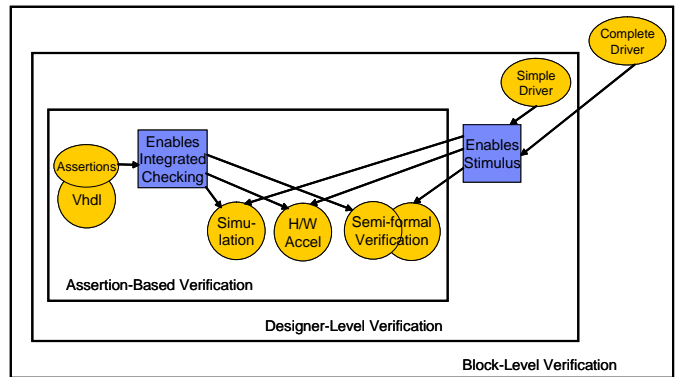 Complete
Driver
Simple
Driver
Enables
Integrated
Checking
Enables
Stimulus
Assertions
Vhdl
Simu-
lation
H/W
Accel
Semi-formal
Verification
Assertion-Based Verification
Designer-Level Verification
Block-Level Verification